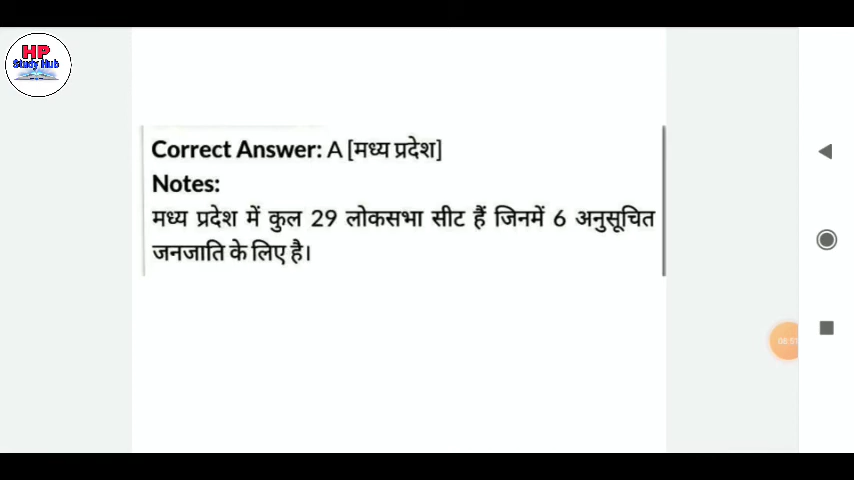 HP
Study Hub
Correct Answer: A [मध्य प्रदेश]
Notes:
मध्य प्रदेश में कुल 29 लोकसभा सीट हैं जिनमें 6 अनुसूचित
जनजाति के लिए है।